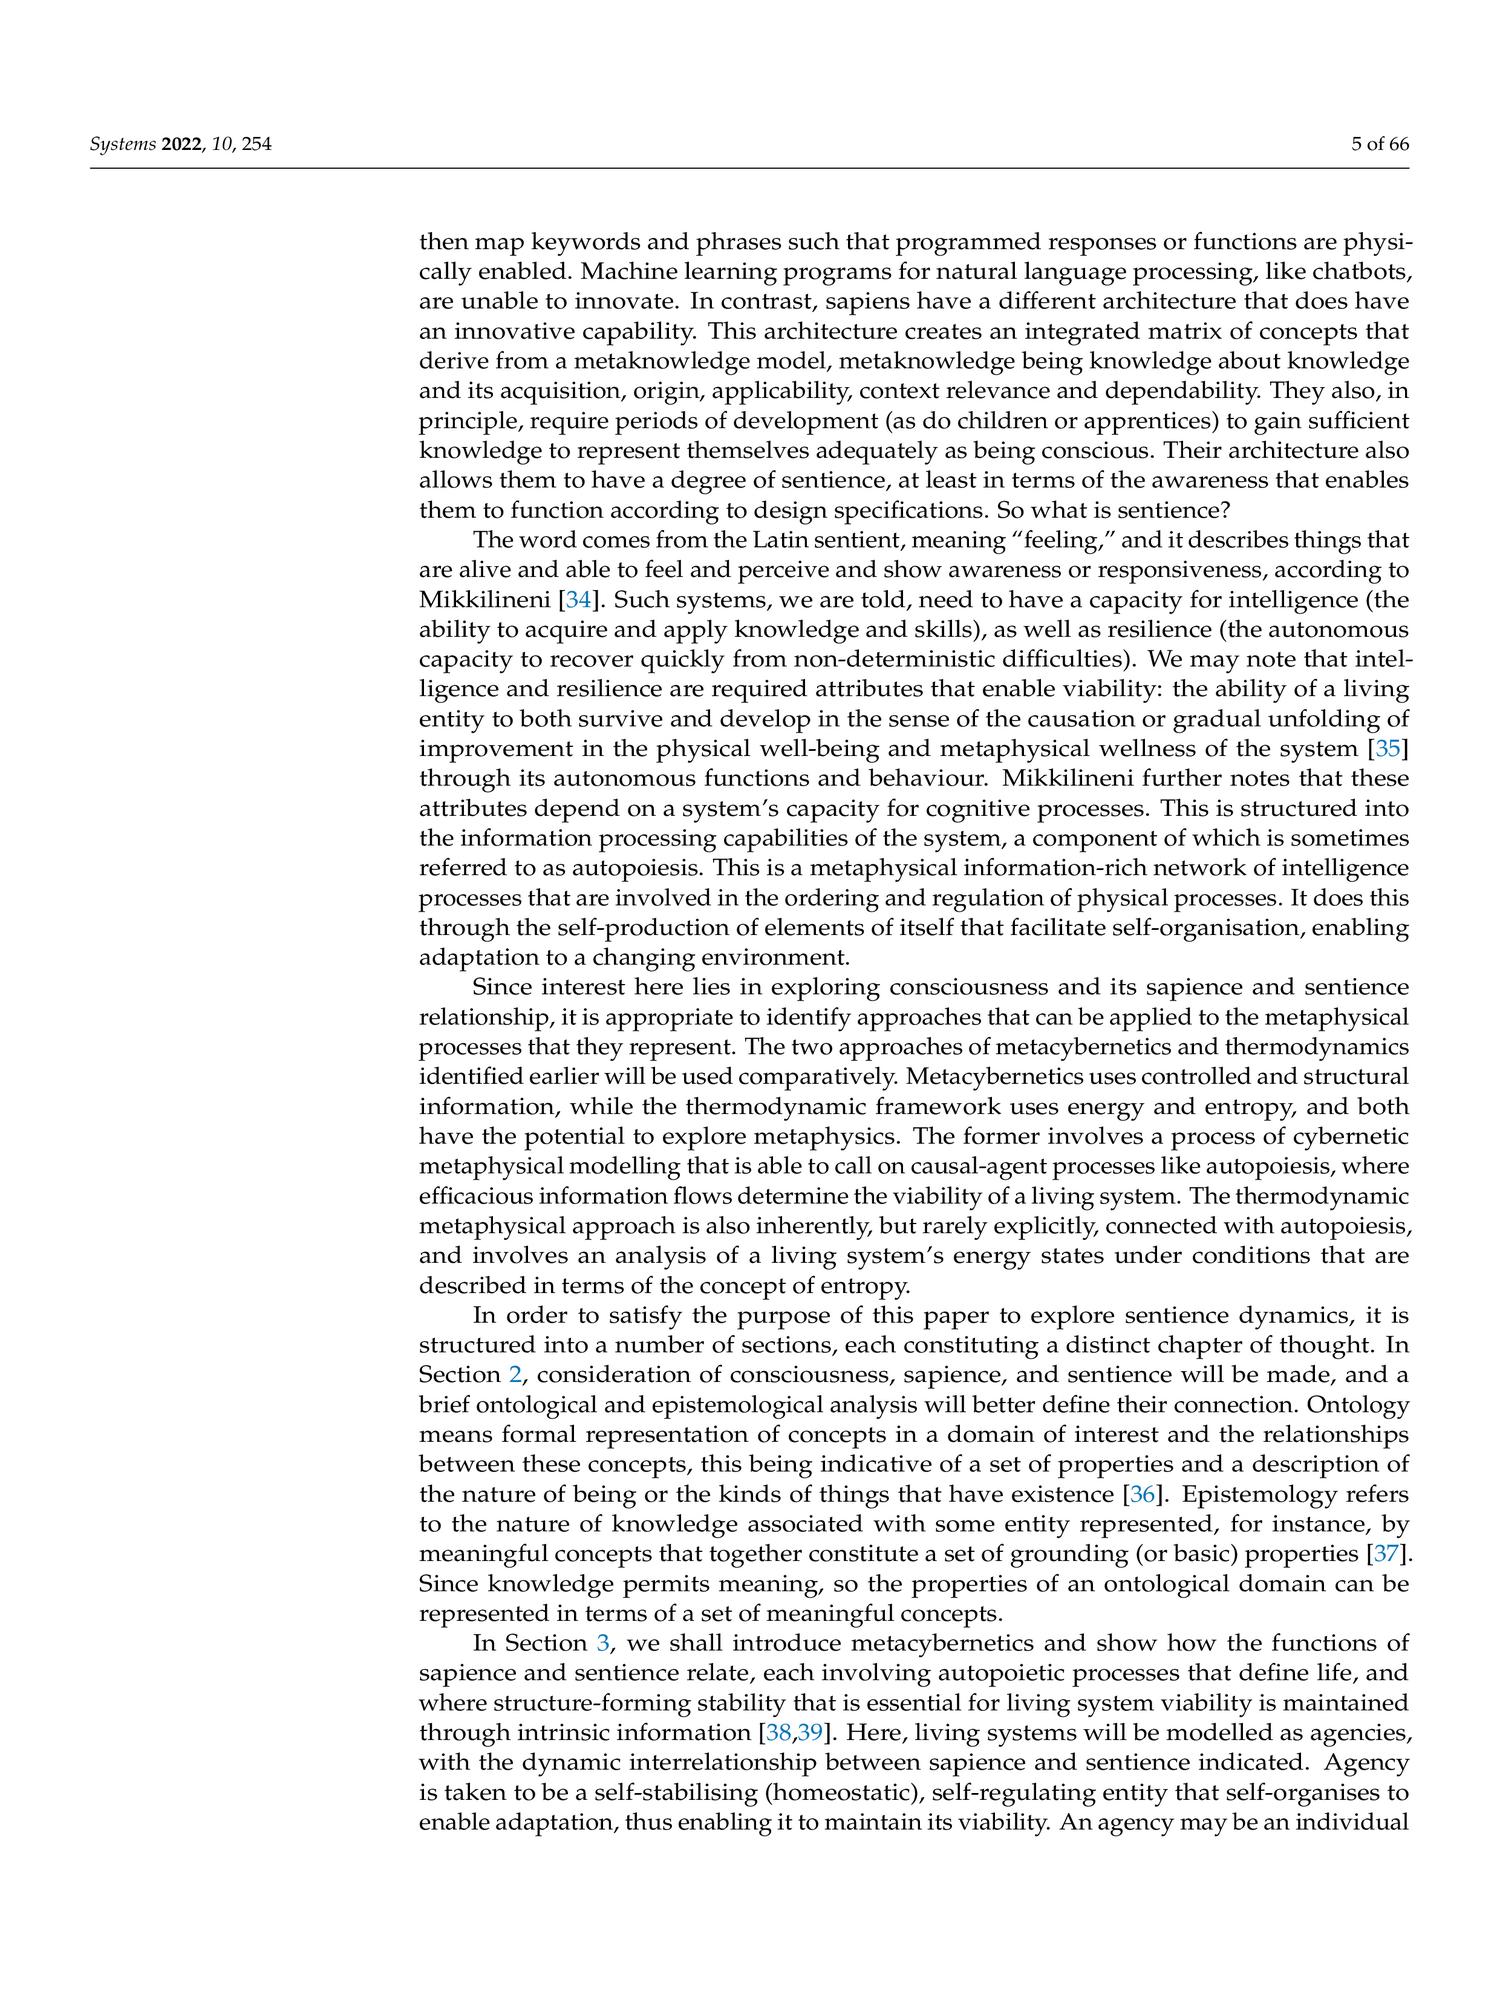 Systems 2022, 10, 254
5 of 66
then map keywords and phrases such that programmed responses or functions are physi-
cally enabled. Machine learning programs for natural language processing, like chatbots,
are unable to innovate. In contrast, sapiens have a different architecture that does have
an innovative capability. This architecture creates an integrated matrix of concepts that
derive from a metaknowledge model, metaknowledge being knowledge about knowledge
and its acquisition, origin, applicability, context relevance and dependability. They also, in
principle, require periods of development (as do children or apprentices) to gain sufficient
knowledge to represent themselves adequately as being conscious. Their architecture also
allows them to have a degree of sentience, at least in terms of the awareness that enables
them to function according to design specifications. So what is sentience?
The word comes from the Latin sentient, meaning “feeling,” and it describes things that
are alive and able to feel and perceive and show awareness or responsiveness, according to
Mikkilineni [34]. Such systems, we are told, need to have a capacity for intelligence (the
ability to acquire and apply knowledge and skills), as well as resilience (the autonomous
capacity to recover quickly from non-deterministic difficulties). We may note that intel-
ligence and resilience are required attributes that enable viability: the ability of a living
entity to both survive and develop in the sense of the causation or gradual unfolding of
improvement in the physical well-being and metaphysical wellness of the system [35]
through its autonomous functions and behaviour. Mikkilineni further notes that these
attributes depend on a system’s capacity for cognitive processes. This is structured into
the information processing capabilities of the system, a component of which is sometimes
referred to as autopoiesis. This is a metaphysical information-rich network of intelligence
processes that are involved in the ordering and regulation of physical processes. It does this
through the self-production of elements of itself that facilitate self-organisation, enabling
adaptation to a changing environment.
Since interest here lies in exploring consciousness and its sapience and sentience
relationship, it is appropriate to identify approaches that can be applied to the metaphysical
processes that they represent. The two approaches of metacybernetics and thermodynamics
identified earlier will be used comparatively. Metacybernetics uses controlled and structural
information, while the thermodynamic framework uses energy and entropy, and both
have the potential to explore metaphysics. The former involves a process of cybernetic
metaphysical modelling that is able to call on causal-agent processes like autopoiesis, where
efficacious information flows determine the viability of a living system. The thermodynamic
metaphysical approach is also inherently, but rarely explicitly, connected with autopoiesis,
and involves an analysis of a living system’s energy states under conditions that are
described in terms of the concept of entropy.
In order to satisfy the purpose of this paper to explore sentience dynamics, it is
structured into a number of sections, each constituting a distinct chapter of thought. In
Section 2, consideration of consciousness, sapience, and sentience will be made, and a
brief ontological and epistemological analysis will better define their connection. Ontology
means formal representation of concepts in a domain of interest and the relationships
between these concepts, this being indicative of a set of properties and a description of
the nature of being or the kinds of things that have existence [36]. Epistemology refers
to the nature of knowledge associated with some entity represented, for instance, by
meaningful concepts that together constitute a set of grounding (or basic) properties [37].
Since knowledge permits meaning, so the properties of an ontological domain can be
represented in terms of a set of meaningful concepts.
In Section 3, we shall introduce metacybernetics and show how the functions of
sapience and sentience relate, each involving autopoietic processes that define life, and
where structure-forming stability that is essential for living system viability is maintained
through intrinsic information [38,39]. Here, living systems will be modelled as agencies,
with the dynamic interrelationship between sapience and sentience indicated. Agency
is taken to be a self-stabilising (homeostatic), self-regulating entity that self-organises to
enable adaptation, thus enabling it to maintain its viability. An agency may be an individual